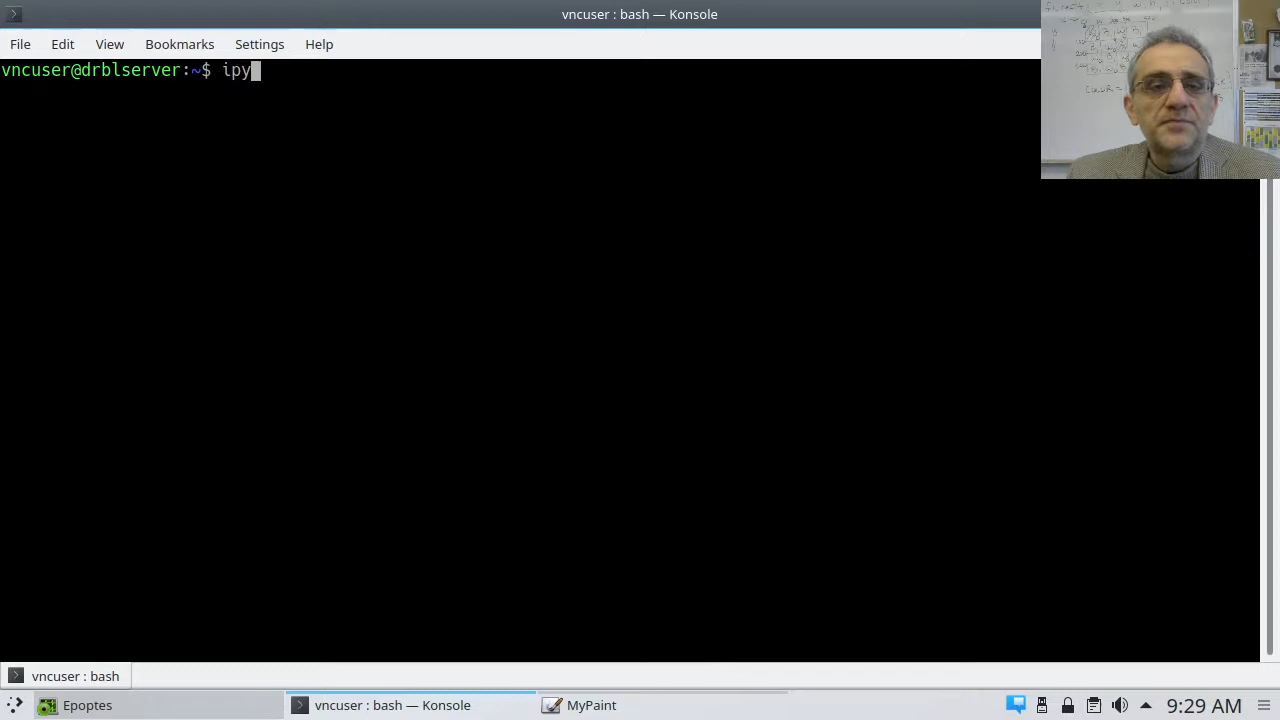 vncuser : bash — Konsole
File Edit View Bookmarks Settings Help
vncuser@drblserver:~$ ipy
vncuser : bash
Epoptes vncuser : bash — Konsole MyPaint 9:29 AM